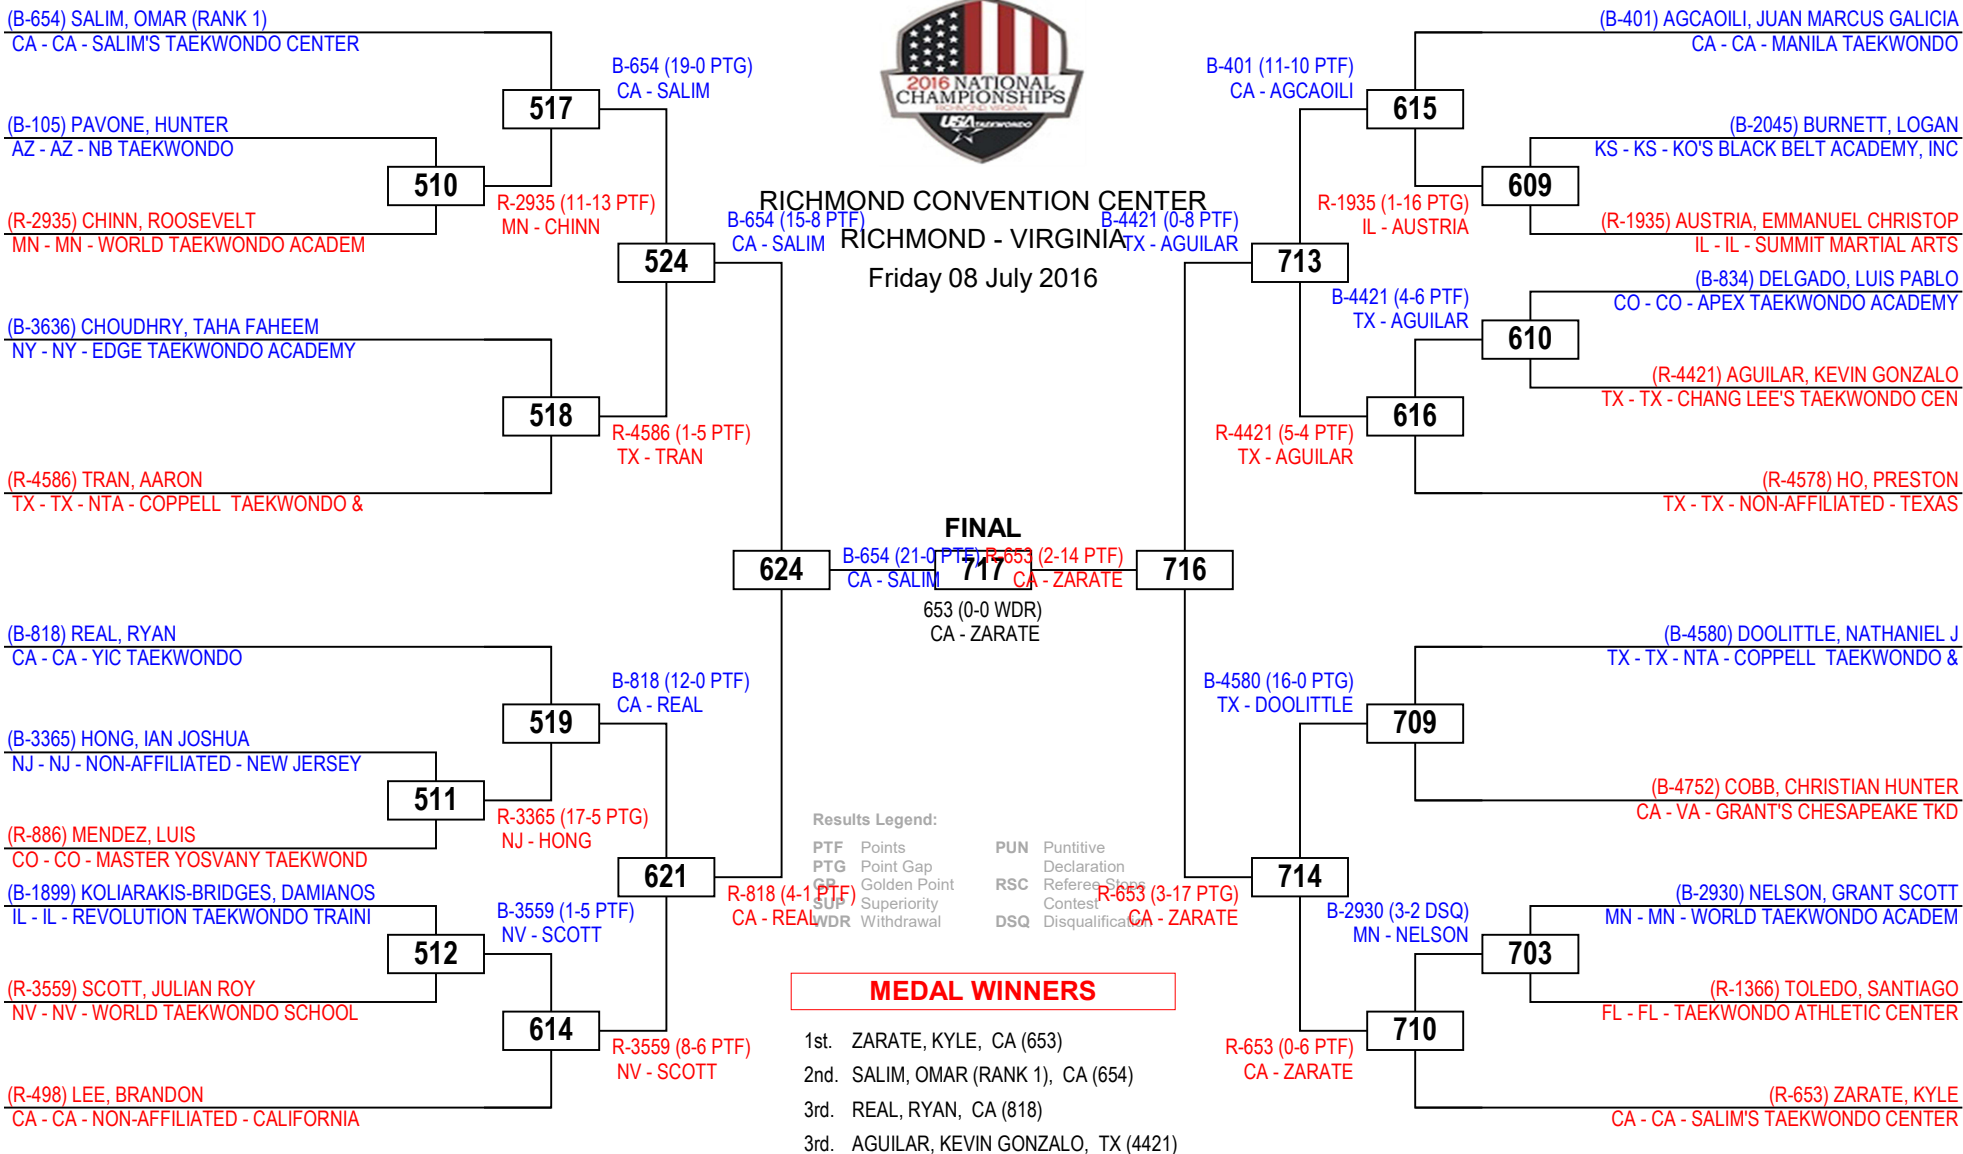 (B-654) SALIM, OMAR (RANK 1)
CA - CA - SALIM'S TAEKWONDO CENTER
(B-105) PAVONE, HUNTER
AZ - AZ - NB TAEKWONDO
(R-2935) CHINN, ROOSEVELT
MN - MN - WORLD TAEKWONDO ACADEM
(B-3636) CHOUDHRY, TAHA FAHEEM
NY - NY - EDGE TAEKWONDO ACADEMY
(R-4586) TRAN, AARON
TX - TX - NTA - COPPELL TAEKWONDO &
(B-818) REAL, RYAN
CA - CA - YIC TAEKWONDO
(B-3365) HONG, IAN JOSHUA
NJ - NJ - NON-AFFILIATED - NEW JERSEY
(R-886) MENDEZ, LUIS
CO - CO - MASTER YOSVANY TAEKWOND
(B-1899) KOLIARAKIS-BRIDGES, DAMIANOS
IL - IL - REVOLUTION TAEKWONDO TRAINI
(R-3559) SCOTT, JULIAN ROY
NV - NV - WORLD TAEKWONDO SCHOOL
(R-498) LEE, BRANDON
CA - CA - NON-AFFILIATED - CALIFORNIA
510
511
512
R-2935 (11-13 PTF)
MN - CHINN
R-3365 (17-5 PTG)
NJ - HONG
B-3559 (1-5 PTF)
NV - SCOTT
517
518
519
614
B-654 (19-0 PTG)
CA - SALIM
R-4586 (1-5 PTF)
TX - TRAN
B-818 (12-0 PTF)
CA - REAL
R-3559 (8-6 PTF)
NV - SCOTT
524
621
B-654 (15-8 PTF)
CA - SALIM
R-818 (4-1 PTF)
CA - REAL
624
B-654 (21-0 PTF)
CA - SALIM
2016 NATIONAL
CHAMPIONSHIPS
RICHMOND, VIRGINIA
USA TAEKWONDO
RICHMOND CONVENTION CENTER
RICHMOND - VIRGINIA
Friday 08 July 2016
FINAL
717
653 (0-0 WDR)
CA - ZARATE
R-653 (2-14 PTF)
CA - ZARATE
716
B-4421 (0-8 PTF)
TX - AGUILAR
R-653 (3-17 PTG)
CA - ZARATE
713
714
B-401 (11-10 PTF)
CA - AGCAOILI
R-4421 (5-4 PTF)
TX - AGUILAR
B-4580 (16-0 PTG)
TX - DOOLITTLE
R-653 (0-6 PTF)
CA - ZARATE
615
616
709
710
R-1935 (1-16 PTG)
IL - AUSTRIA
B-4421 (4-6 PTF)
TX - AGUILAR
B-2930 (3-2 DSQ)
MN - NELSON
609
610
703
(B-401) AGCAOILI, JUAN MARCUS GALICIA
CA - CA - MANILA TAEKWONDO
(B-2045) BURNETT, LOGAN
KS - KS - KO'S BLACK BELT ACADEMY, INC
(R-1935) AUSTRIA, EMMANUEL CHRISTOP
IL - IL - SUMMIT MARTIAL ARTS
(B-834) DELGADO, LUIS PABLO
CO - CO - APEX TAEKWONDO ACADEMY
(R-4421) AGUILAR, KEVIN GONZALO
TX - TX - CHANG LEE'S TAEKWONDO CEN
(R-4578) HO, PRESTON
TX - TX - NON-AFFILIATED - TEXAS
(B-4580) DOOLITTLE, NATHANIEL J
TX - TX - NTA - COPPELL TAEKWONDO &
(B-4752) COBB, CHRISTIAN HUNTER
CA - VA - GRANT'S CHESAPEAKE TKD
(B-2930) NELSON, GRANT SCOTT
MN - MN - WORLD TAEKWONDO ACADEM
(R-1366) TOLEDO, SANTIAGO
FL - FL - TAEKWONDO ATHLETIC CENTER
(R-653) ZARATE, KYLE
CA - CA - SALIM'S TAEKWONDO CENTER
Results Legend:
PTF Points
PTG Point Gap
GP Golden Point
SUP Superiority
WDR Withdrawal
PUN Puntitive
Declaration
RSC Referee Stops
Contest
DSQ Disqualification
MEDAL WINNERS
1st. ZARATE, KYLE, CA (653)
2nd. SALIM, OMAR (RANK 1), CA (654)
3rd. REAL, RYAN, CA (818)
3rd. AGUILAR, KEVIN GONZALO, TX (4421)